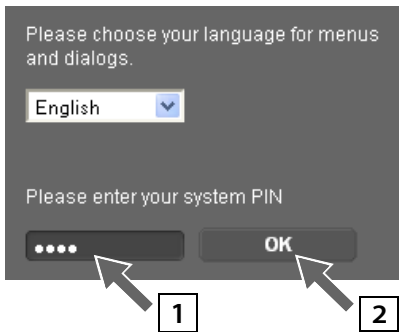 Please choose your language for menus
and dialogs.
English
Please enter your system PIN
•••• OK
1 2